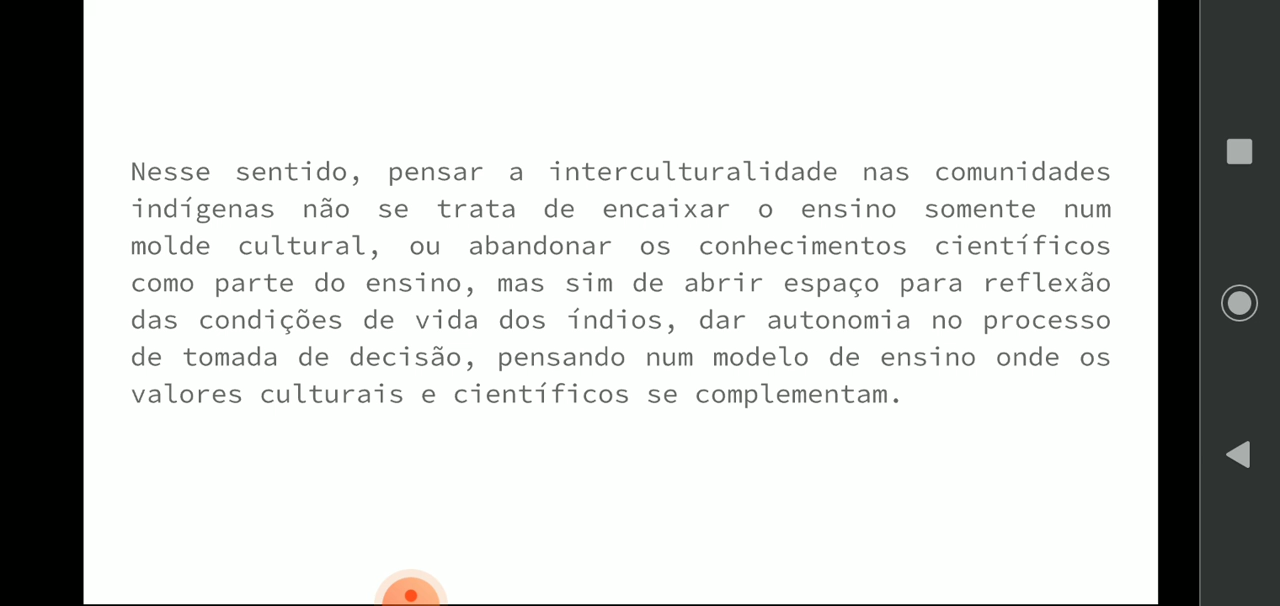 Nesse sentido, pensar a interculturalidade nas comunidades
indígenas não se trata de encaixar o ensino somente num
molde cultural, ou abandonar os conhecimentos científicos
como parte do ensino, mas sim de abrir espaço para reflexão
das condições de vida dos índios, dar autonomia no processo
de tomada de decisão, pensando num modelo de ensino onde os
valores culturais e científicos se complementam.